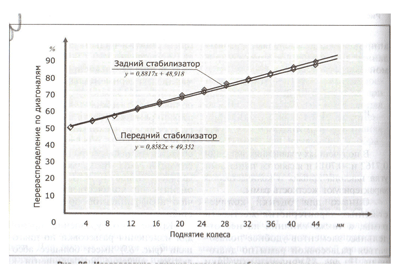 %
90
80
70
60
50
40
30
20
10
0
Перераспределение по диагоналям
Задний стабилизатор
y = 0,8817x + 48,918
Передний стабилизатор
y = 0,8582x + 49,352
4 8 12 16 20 24 28 32 36 40 44 мм
Поднятие колеса